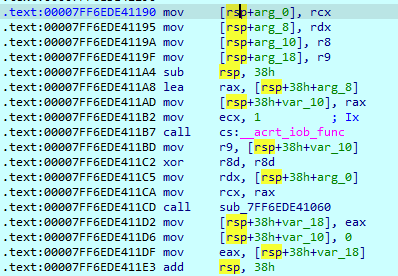 .text:00007FF6EDE41190 mov [rsp+arg_0], rcx
.text:00007FF6EDE41195 mov [rsp+arg_8], rdx
.text:00007FF6EDE4119A mov [rsp+arg_10], r8
.text:00007FF6EDE4119F mov [rsp+arg_18], r9
.text:00007FF6EDE411A4 sub rsp, 38h
.text:00007FF6EDE411A8 lea rax, [rsp+38h+arg_8]
.text:00007FF6EDE411AD mov [rsp+38h+var_10], rax
.text:00007FF6EDE411B2 mov ecx, 1 ; Ix
.text:00007FF6EDE411B7 call cs:__acrt_iob_func
.text:00007FF6EDE411BD mov r9, [rsp+38h+var_10]
.text:00007FF6EDE411C2 xor r8d, r8d
.text:00007FF6EDE411C5 mov rdx, [rsp+38h+arg_0]
.text:00007FF6EDE411CA mov rcx, rax
.text:00007FF6EDE411CD call sub_7FF6EDE41060
.text:00007FF6EDE411D2 mov [rsp+38h+var_18], eax
.text:00007FF6EDE411D6 mov [rsp+38h+var_10], 0
.text:00007FF6EDE411DF mov eax, [rsp+38h+var_18]
.text:00007FF6EDE411E3 add rsp, 38h